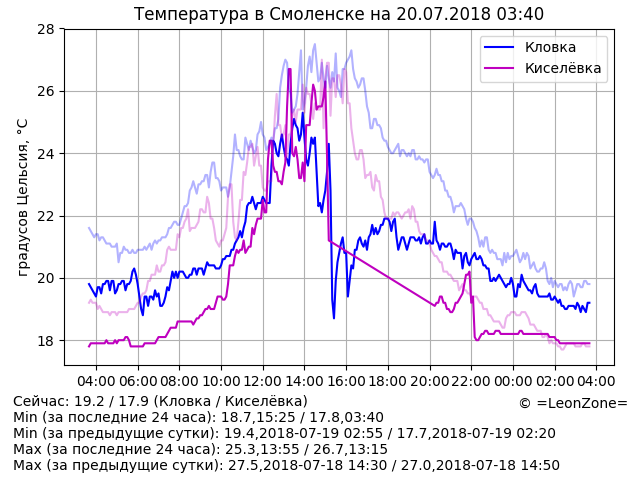 Температура в Смоленске на 20.07.2018 03:40
28
26
24
22
20
18
градусов Цельсия, °C
Кловка
Киселёвка
04:00 06:00 08:00 10:00 12:00 14:00 16:00 18:00 20:00 22:00 00:00 02:00 04:00
Сейчас: 19.2 / 17.9 (Кловка / Киселёвка)
© =LeonZone=
Min (за последние 24 часа): 18.7,15:25 / 17.8,03:40
Min (за предыдущие сутки): 19.4,2018-07-19 02:55 / 17.7,2018-07-19 02:20
Max (за последние 24 часа): 25.3,13:55 / 26.7,13:15
Max (за предыдущие сутки): 27.5,2018-07-18 14:30 / 27.0,2018-07-18 14:50